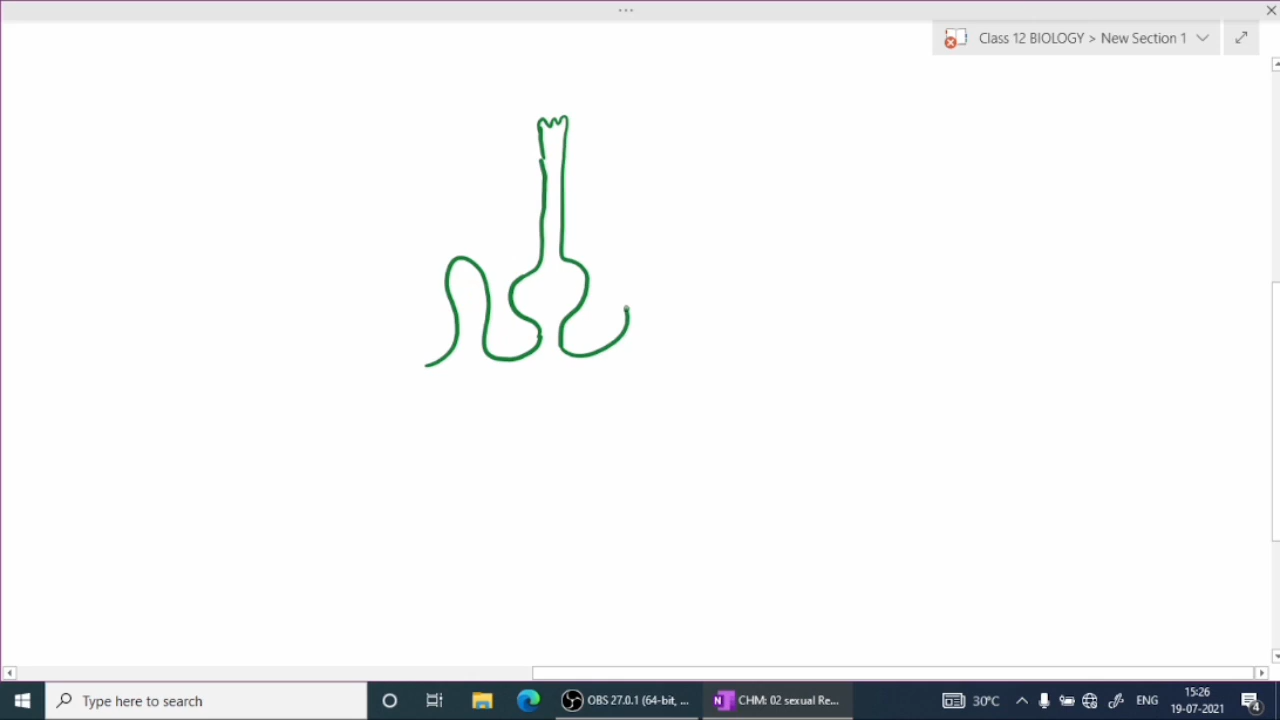 Class 12 BIOLOGY > New Section 1
Type here to search
OBS 27.0.1 (64-bit, ...
CHM: 02 sexual Re...
30°C
ENG
15:26
19-07-2021
4